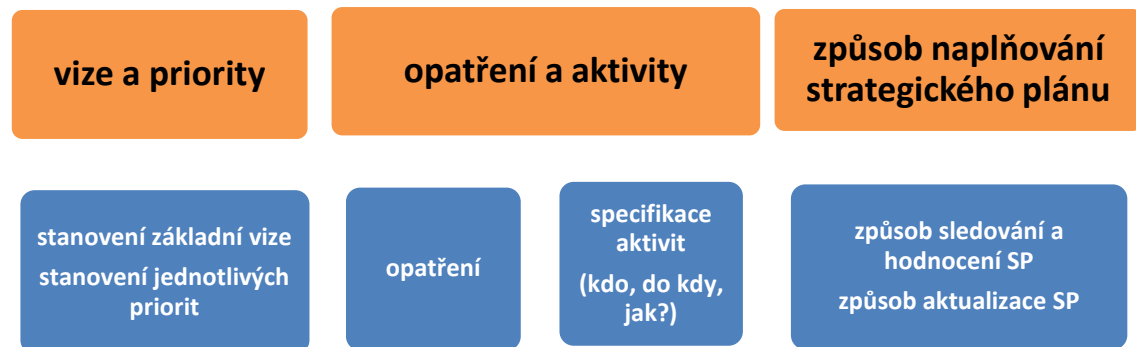 vize a priority
opatření a aktivity
způsob naplňování
strategického plánu
stanovení základní vize
stanovení jednotlivých
priorit
opatření
specifikace
aktivit
(kdo, do kdy,
jak?)
způsob sledování a
hodnocení SP
způsob aktualizace SP